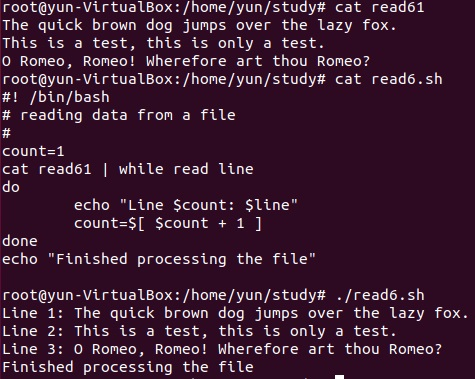 root@yun-VirtualBox:/home/yun/study# cat read61
The quick brown dog jumps over the lazy fox.
This is a test, this is only a test.
O Romeo, Romeo! Wherefore art thou Romeo?
root@yun-VirtualBox:/home/yun/study# cat read6.sh
#! /bin/bash
# reading data from a file
#
count=1
cat read61 | while read line
do
        echo "Line $count: $line"
        count=$[ $count + 1 ]
done
echo "Finished processing the file"

root@yun-VirtualBox:/home/yun/study# ./read6.sh
Line 1: The quick brown dog jumps over the lazy fox.
Line 2: This is a test, this is only a test.
Line 3: O Romeo, Romeo! Wherefore art thou Romeo?
Finished processing the file